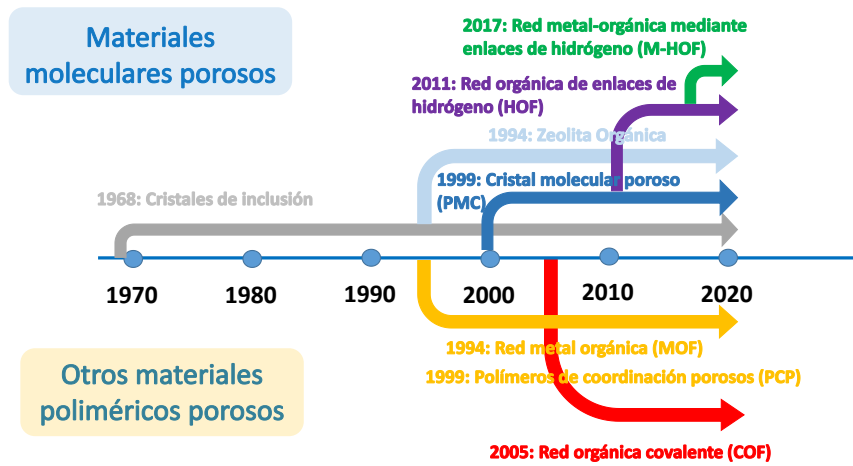 Materiales
moleculares porosos
2017: Red metal-orgánica mediante
enlaces de hidrógeno (M-HOF)
2011: Red orgánica de enlaces de
hidrógeno (HOF)
1994: Zeolita Orgánica
1999: Cristal molecular poroso
(PMC)
1968: Cristales de inclusión
1970
1980
1990
2000
2010
2020
Otros materiales
poliméricos porosos
1994: Red metal orgánica (MOF)
1999: Polímeros de coordinación porosos (PCP)
2005: Red orgánica covalente (COF)